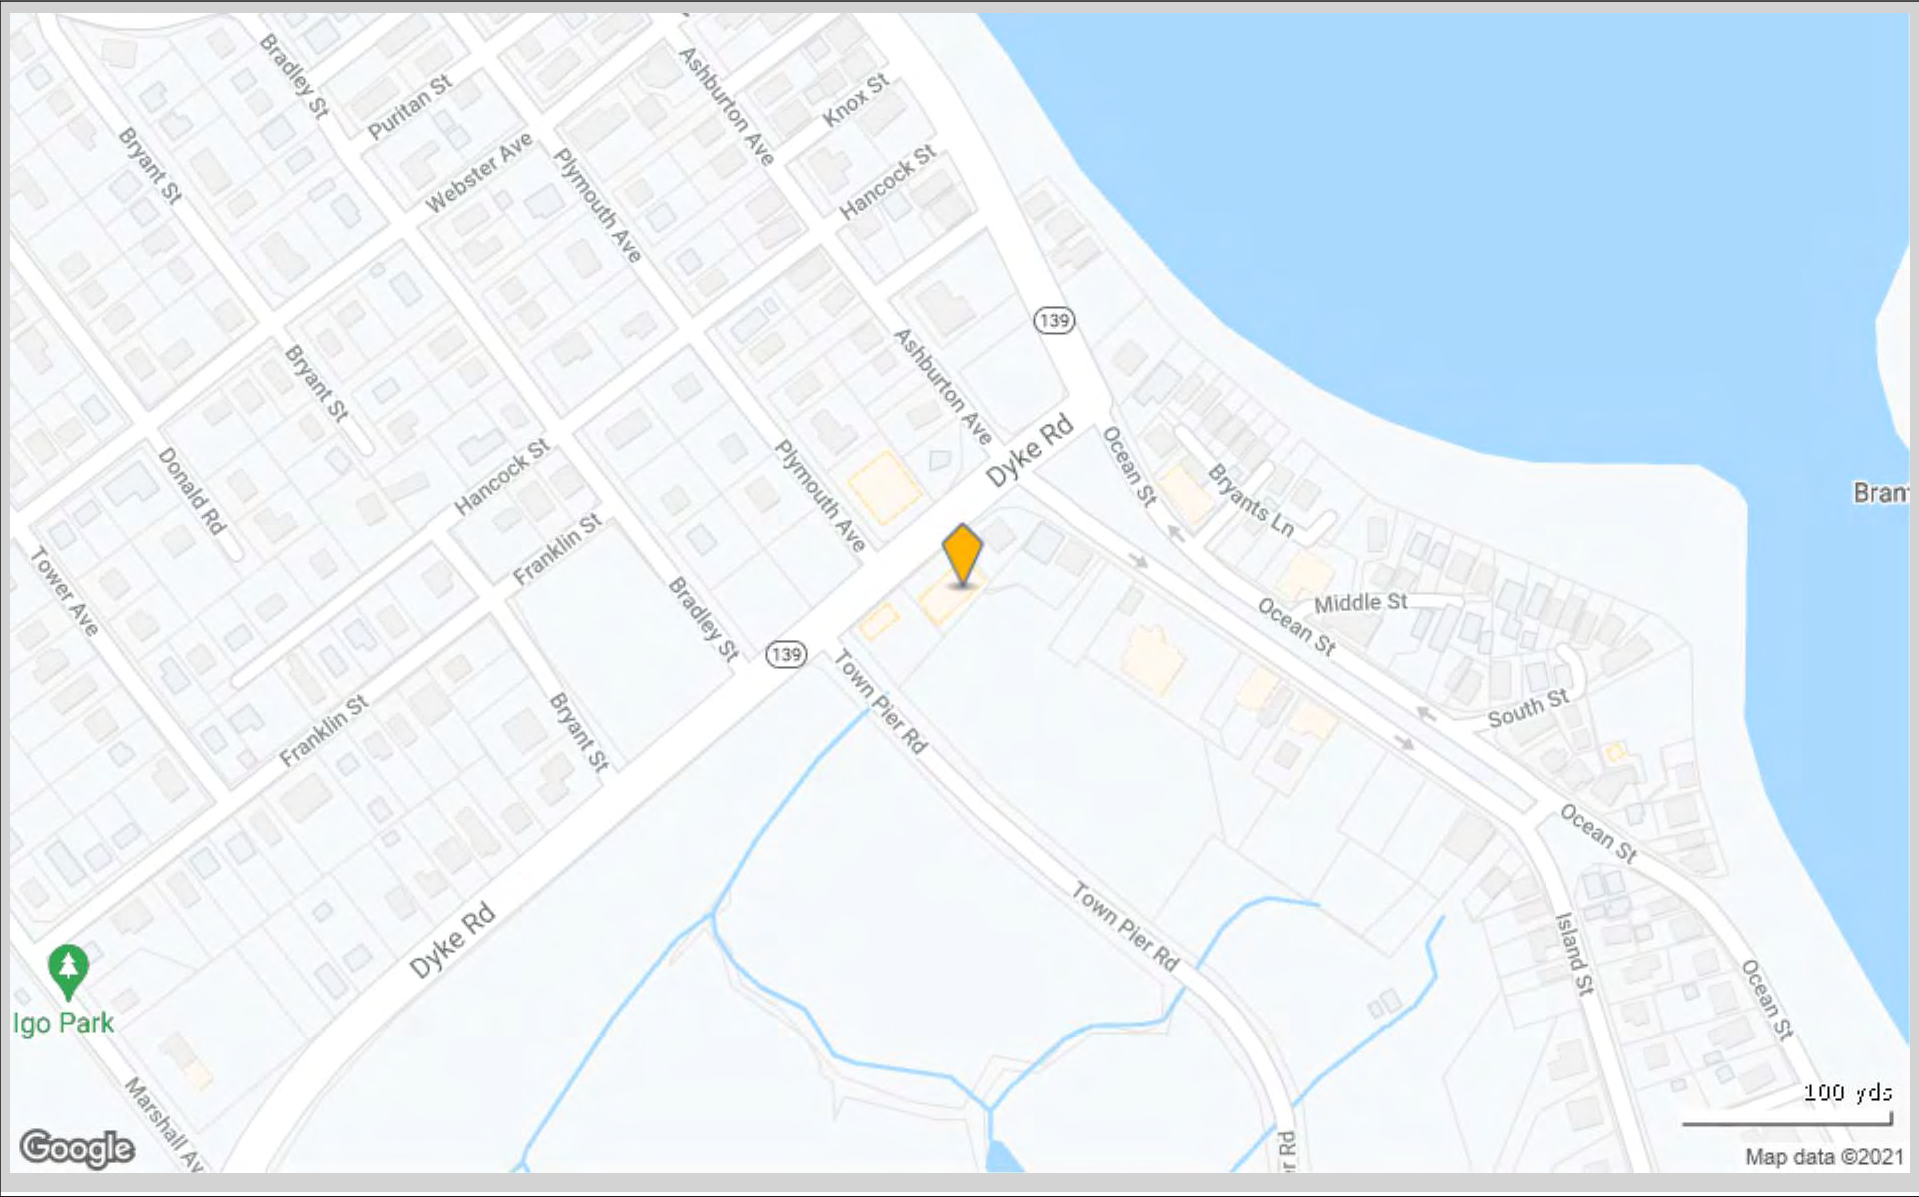 Bradley St
Puritan St
Ashburton Ave
Knox St
Bryant St
Webster Ave
Plymouth Ave
Hancock St
139
Bryant St
Ashburton Ave
Dyke Rd
Ocean St
Bryants Ln
Brant
Donald Rd
Hancock St
Plymouth Ave
Franklin St
Tower Ave
Bradley St
139
Middle St
Ocean St
Town Pier Rd
South St
Franklin St
Bryant St
Ocean St
Dyke Rd
Town Pier Rd
Island St
Ocean St
Igo Park
Marshall Av
r Rd
100 yds
Google
Map data ©2021